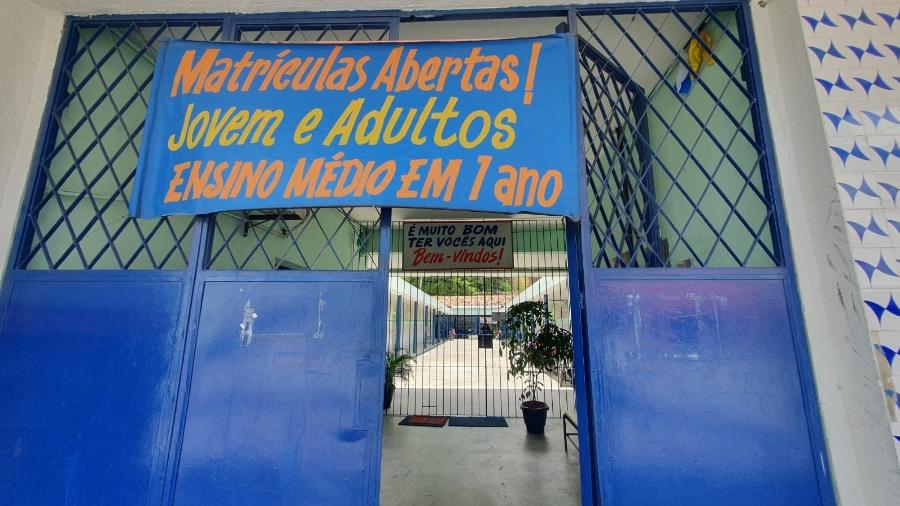 Matrículas Abertas!
Jovem e Adultos
ENSINO MÉDIO EM 1 ano
É MUITO BOM
TER VOCÊS AQUI
Bem-vindos!